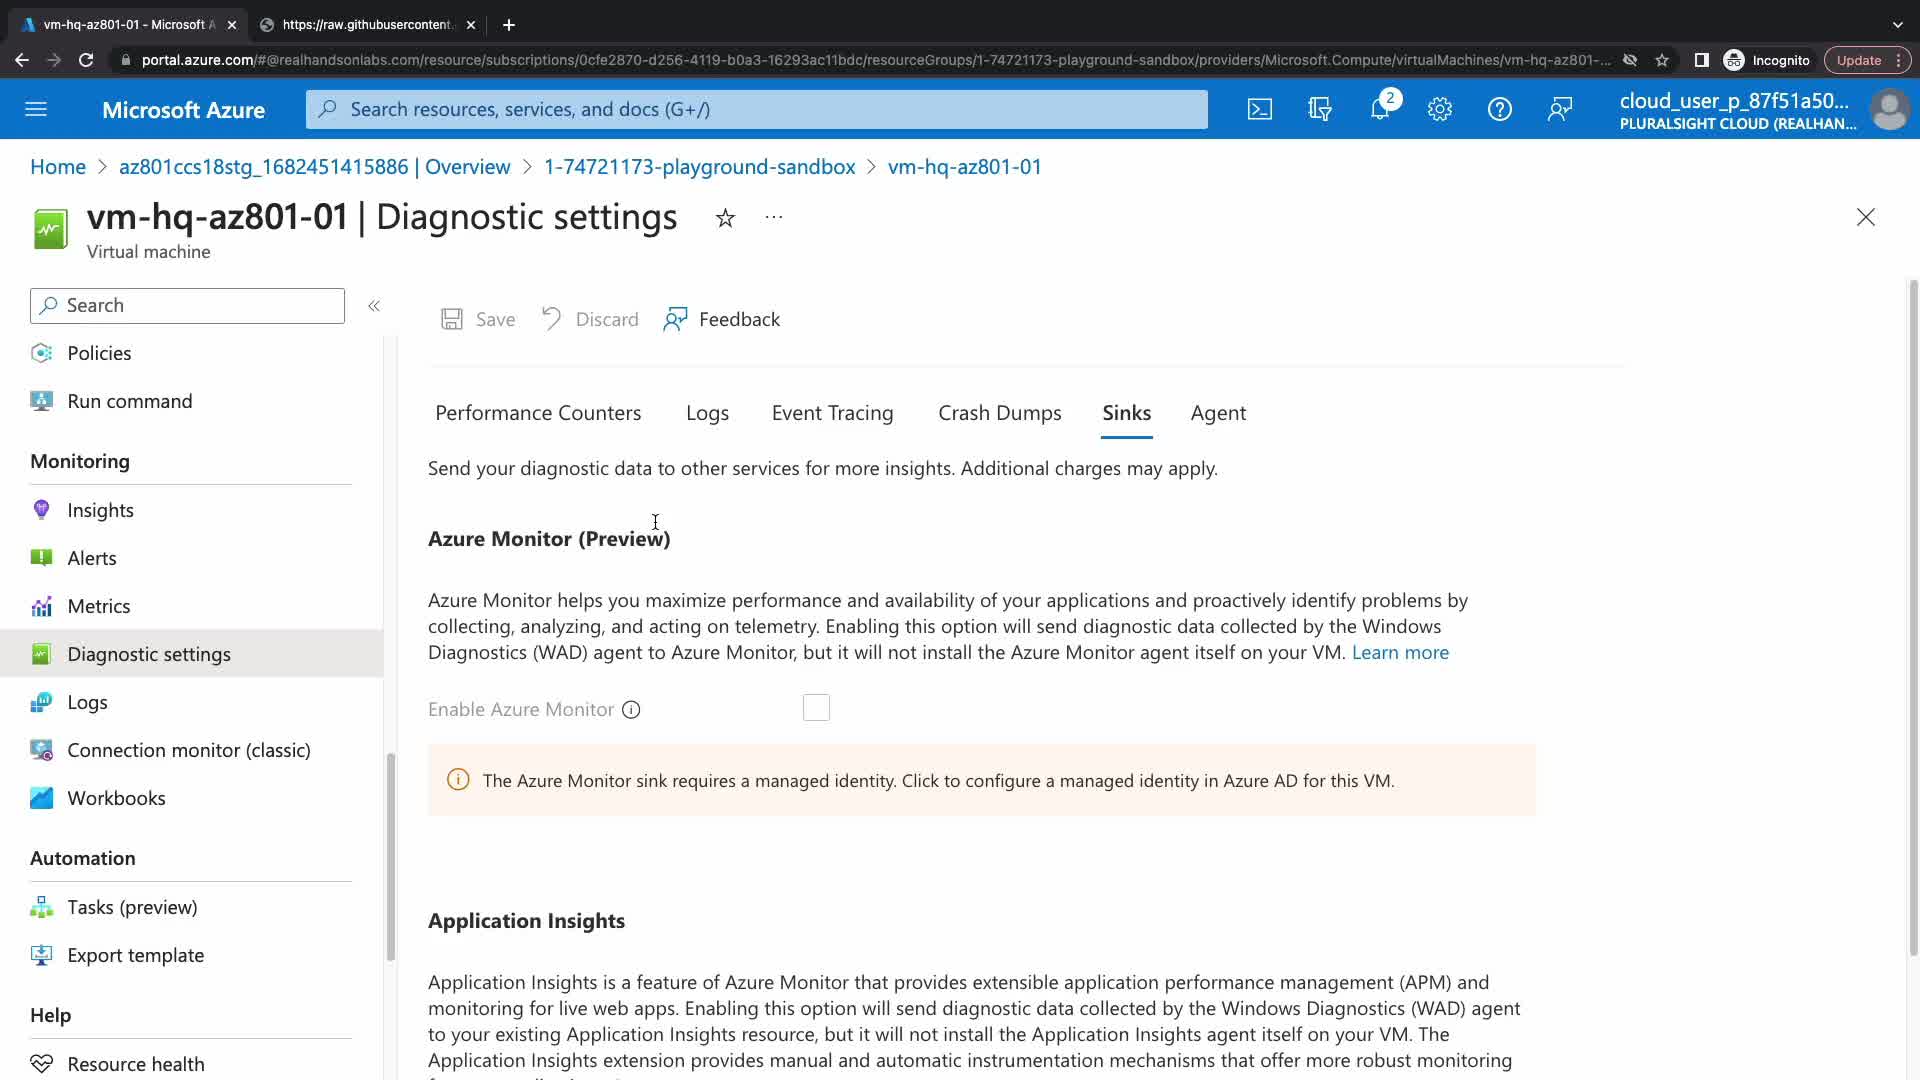 vm-hq-az801-01 - Microsoft A
https://raw.githubusercontent.
portal.azure.com/#@realhandsonlabs.com/resource/subscriptions/0cfe2870-d256-4119-b0a3-16293ac11bdc/resourceGroups/1-74721173-playground-sandbox/providers/Microsoft.Compute/virtualMachines/vm-hq-az801-...
Incognito
Update
Microsoft Azure
Search resources, services, and docs (G+/)
2
cloud_user_p_87f51a50...
PLURALSIGHT CLOUD (REALHAN...
Home > az801ccs18stg_1682451415886 | Overview > 1-74721173-playground-sandbox > vm-hq-az801-01
vm-hq-az801-01 | Diagnostic settings
Virtual machine
Search
Policies
Run command
Monitoring
Insights
Alerts
Metrics
Diagnostic settings
Logs
Connection monitor (classic)
Workbooks
Automation
Tasks (preview)
Export template
Help
Resource health
Save
Discard
Feedback
Performance Counters
Logs
Event Tracing
Crash Dumps
Sinks
Agent
Send your diagnostic data to other services for more insights. Additional charges may apply.
Azure Monitor (Preview)
Azure Monitor helps you maximize performance and availability of your applications and proactively identify problems by
collecting, analyzing, and acting on telemetry. Enabling this option will send diagnostic data collected by the Windows
Diagnostics (WAD) agent to Azure Monitor, but it will not install the Azure Monitor agent itself on your VM. Learn more
Enable Azure Monitor
The Azure Monitor sink requires a managed identity. Click to configure a managed identity in Azure AD for this VM.
Application Insights
Application Insights is a feature of Azure Monitor that provides extensible application performance management (APM) and
monitoring for live web apps. Enabling this option will send diagnostic data collected by the Windows Diagnostics (WAD) agent
to your existing Application Insights resource, but it will not install the Application Insights agent itself on your VM. The
Application Insights extension provides manual and automatic instrumentation mechanisms that offer more robust monitoring